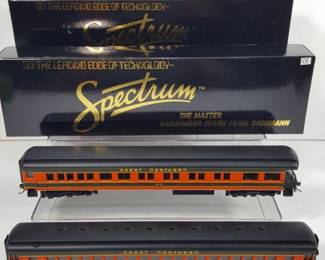 ON THE LEADING EDGE OF TECHNOLOGY
Spectrum
ON THE LEADING EDGE OF TECHNOLOGY
Spectrum™
THE MASTER
RAILROADER SERIES FROM BACHMANN
GREAT NORTHERN
GREAT NORTHERN